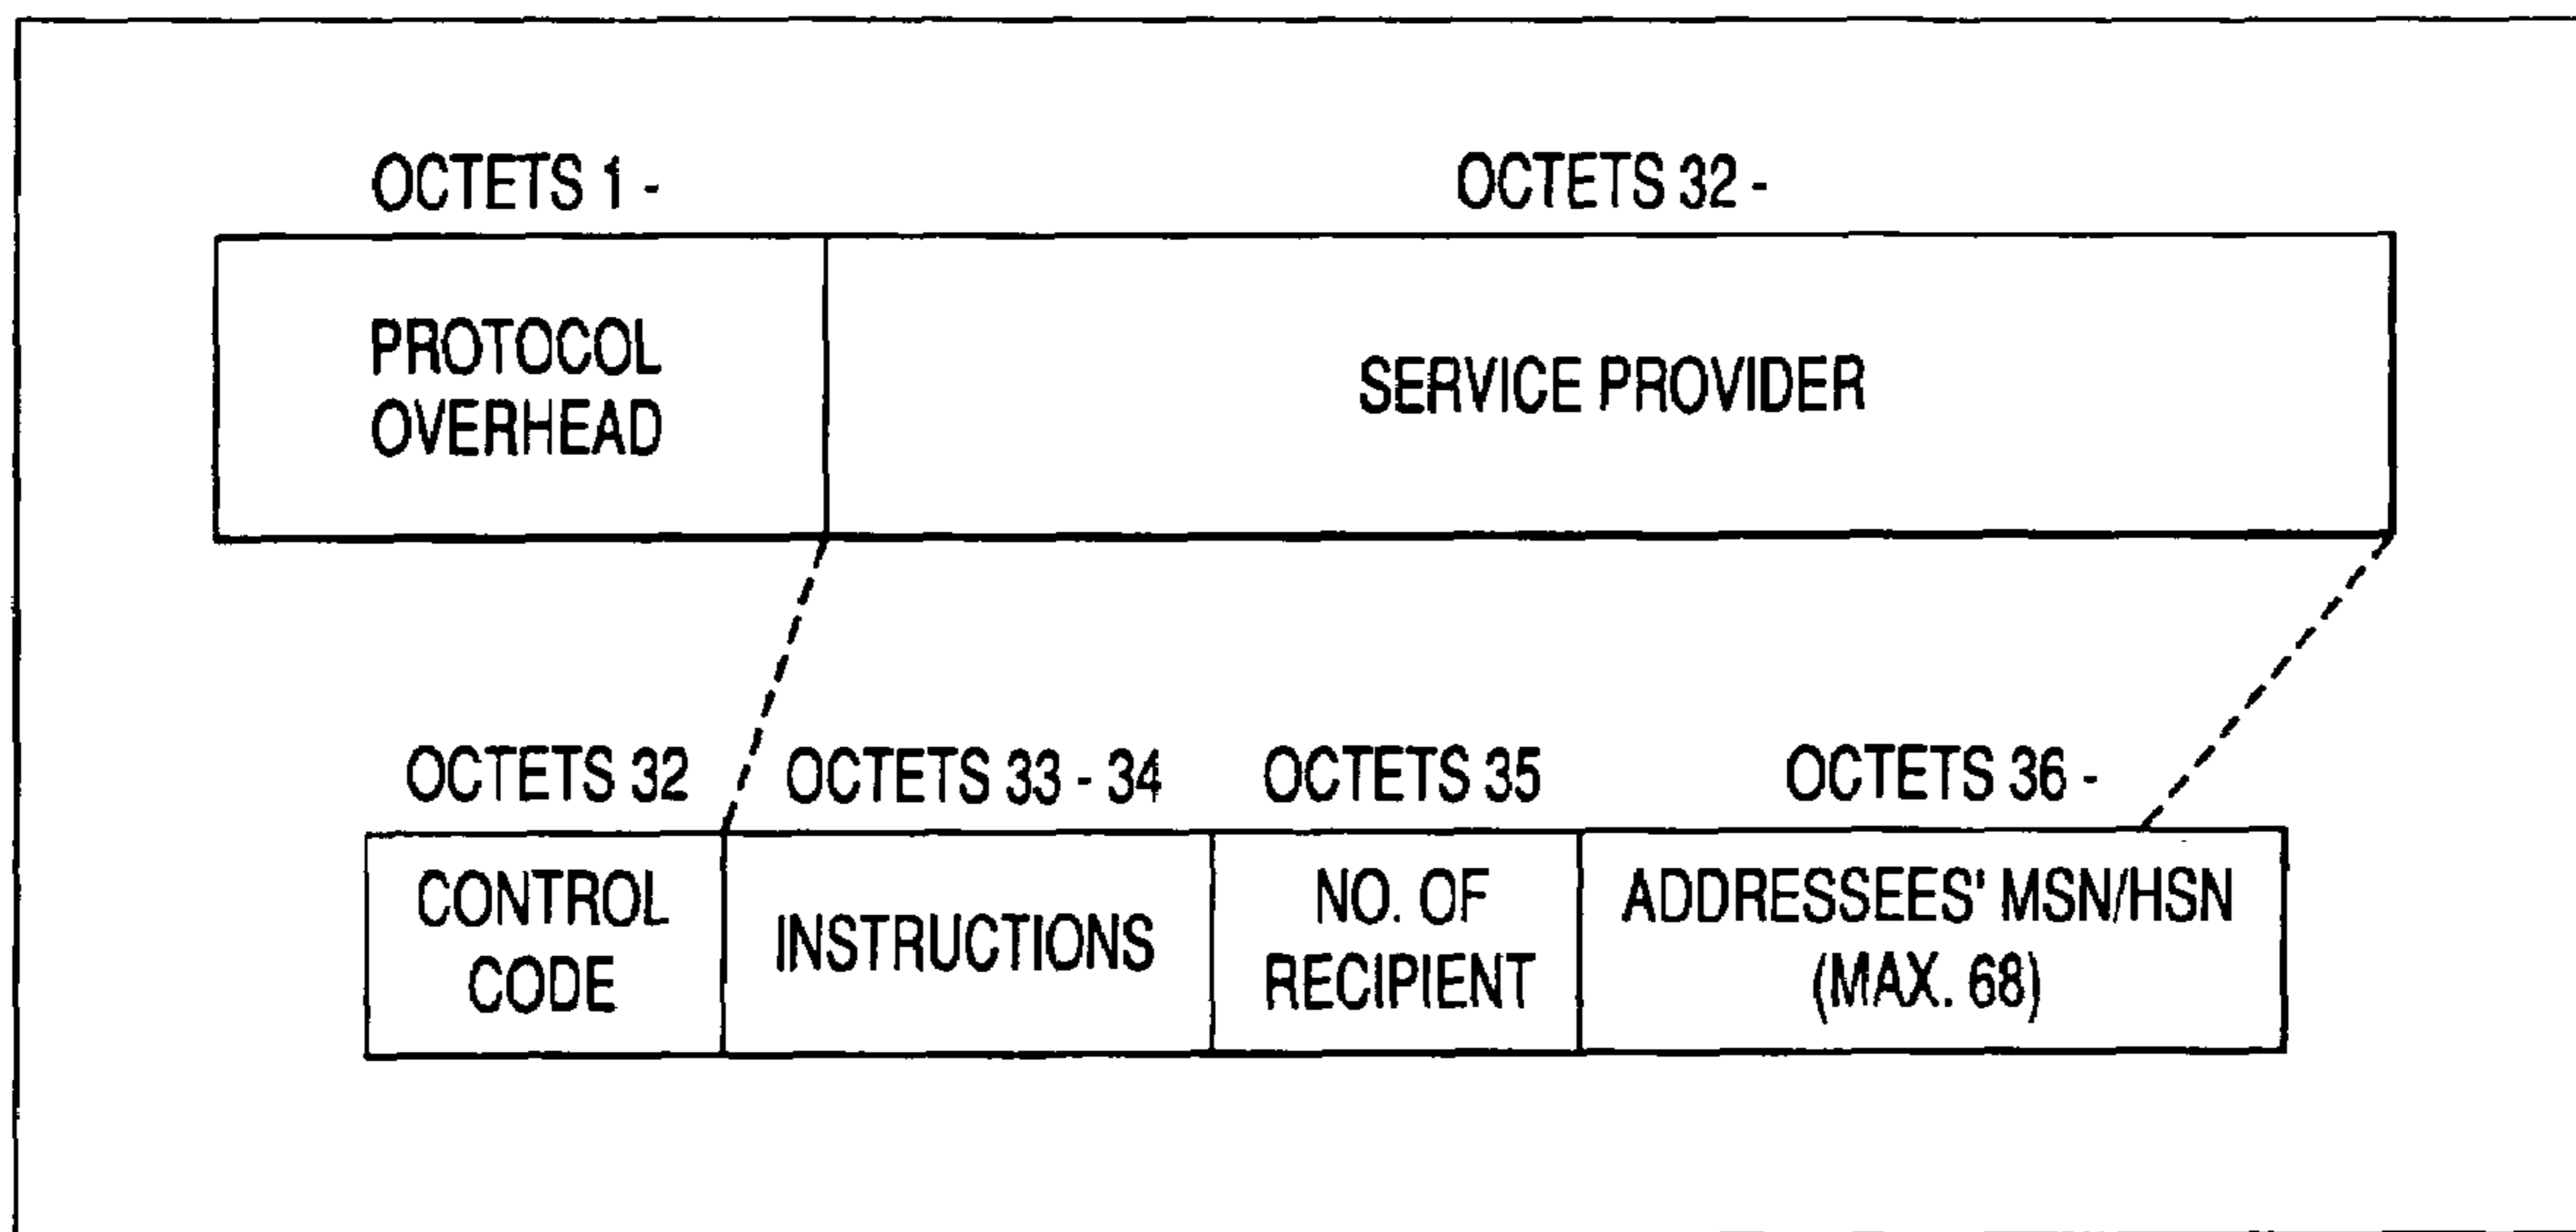 OCTETS 1 -
OCTETS 32 -
PROTOCOL
OVERHEAD
SERVICE PROVIDER
OCTETS 32
OCTETS 33 - 34
OCTETS 35
OCTETS 36 -
CONTROL
CODE
INSTRUCTIONS
NO. OF
RECIPIENT
ADDRESSEES' MSN/HSN
(MAX. 68)